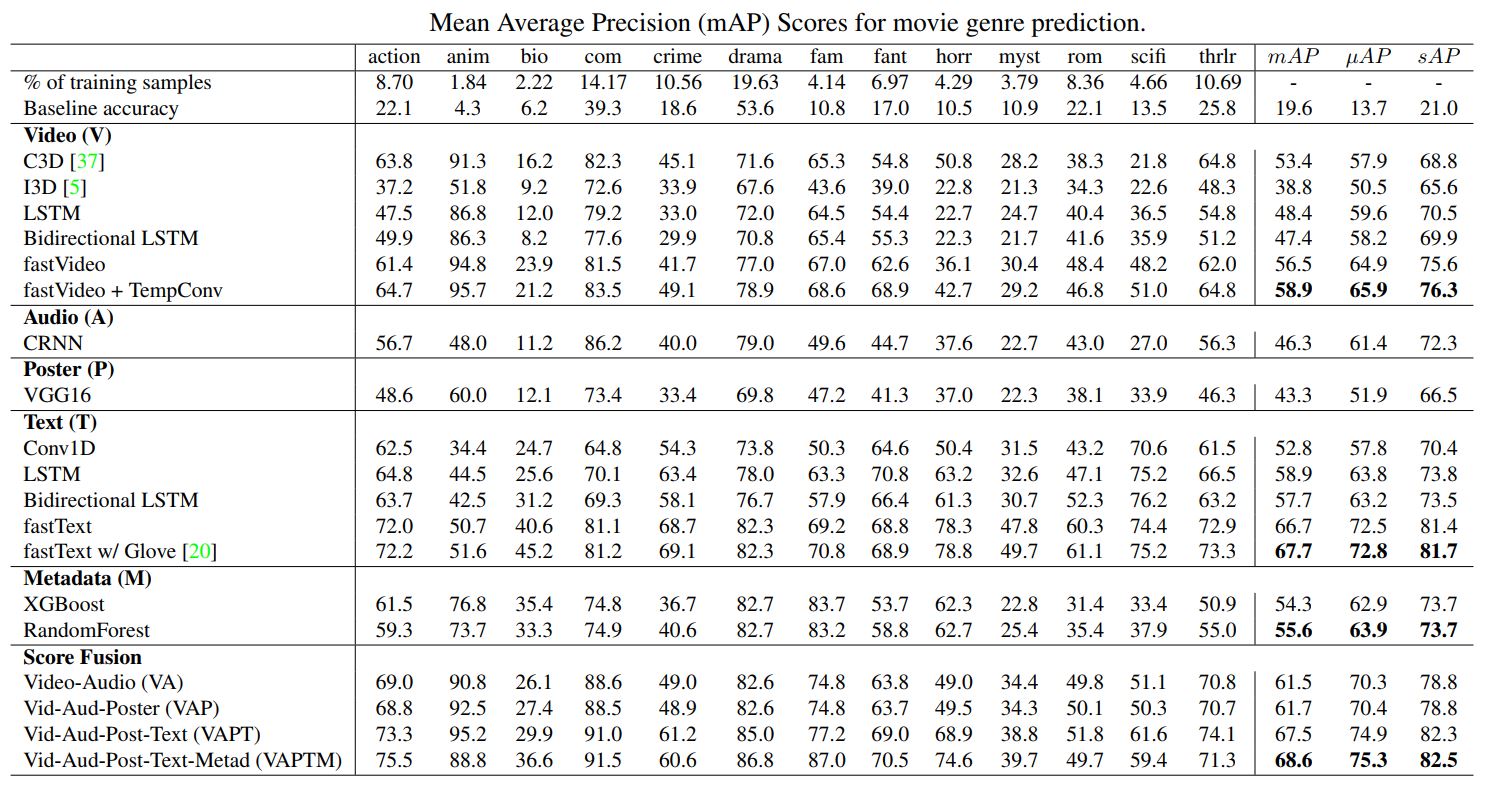 Mean Average Precision (mAP) Scores for movie genre prediction.
action anim bio com crime drama fam fant horr myst rom scifi thrlr mAP μAP sAP
% of training samples 8.70 1.84 2.22 14.17 10.56 19.63 4.14 6.97 4.29 3.79 8.36 4.66 10.69 - - -
Baseline accuracy 22.1 4.3 6.2 39.3 18.6 53.6 10.8 17.0 10.5 10.9 22.1 13.5 25.8 19.6 13.7 21.0
Video (V)
C3D [37] 63.8 91.3 16.2 82.3 45.1 71.6 65.3 54.8 50.8 28.2 38.3 21.8 64.8 53.4 57.9 68.8
I3D [5] 37.2 51.8 9.2 72.6 33.9 67.6 43.6 39.0 22.8 21.3 34.3 22.6 48.3 38.8 50.5 65.6
LSTM 47.5 86.8 12.0 79.2 33.0 72.0 64.5 54.4 22.7 24.7 40.4 36.5 54.8 48.4 59.6 70.5
Bidirectional LSTM 49.9 86.3 8.2 77.6 29.9 70.8 65.4 55.3 22.3 21.7 41.6 35.9 51.2 47.4 58.2 69.9
fastVideo 61.4 94.8 23.9 81.5 41.7 77.0 67.0 62.6 36.1 30.4 48.4 48.2 62.0 56.5 64.9 75.6
fastVideo + TempConv 64.7 95.7 21.2 83.5 49.1 78.9 68.6 68.9 42.7 29.2 46.8 51.0 64.8 58.9 65.9 76.3
Audio (A)
CRNN 56.7 48.0 11.2 86.2 40.0 79.0 49.6 44.7 37.6 22.7 43.0 27.0 56.3 46.3 61.4 72.3
Poster (P)
VGG16 48.6 60.0 12.1 73.4 33.4 69.8 47.2 41.3 37.0 22.3 38.1 33.9 46.3 43.3 51.9 66.5
Text (T)
Conv1D 62.5 34.4 24.7 64.8 54.3 73.8 50.3 64.6 50.4 31.5 43.2 70.6 61.5 52.8 57.8 70.4
LSTM 64.8 44.5 25.6 70.1 63.4 78.0 63.3 70.8 63.2 32.6 47.1 75.2 66.5 58.9 63.8 73.8
Bidirectional LSTM 63.7 42.5 31.2 69.3 58.1 76.7 57.9 66.4 61.3 30.7 52.3 76.2 63.2 57.7 63.2 73.5
fastText 72.0 50.7 40.6 81.1 68.7 82.3 69.2 68.8 78.3 47.8 60.3 74.4 72.9 66.7 72.5 81.4
fastText w/ Glove [20] 72.2 51.6 45.2 81.2 69.1 82.3 70.8 68.9 78.8 49.7 61.1 75.2 73.3 67.7 72.8 81.7
Metadata (M)
XGBoost 61.5 76.8 35.4 74.8 36.7 82.7 83.7 53.7 62.3 22.8 31.4 33.4 50.9 54.3 62.9 73.7
RandomForest 59.3 73.7 33.3 74.9 40.6 82.7 83.2 58.8 62.7 25.4 35.4 37.9 55.0 55.6 63.9 73.7
Score Fusion
Video-Audio (VA) 69.0 90.8 26.1 88.6 49.0 82.6 74.8 63.8 49.0 34.4 49.8 51.1 70.8 61.5 70.3 78.8
Vid-Aud-Poster (VAP) 68.8 92.5 27.4 88.5 48.9 82.6 74.8 63.7 49.5 34.3 50.1 50.3 70.7 61.7 70.4 78.8
Vid-Aud-Post-Text (VAPT) 73.3 95.2 29.9 91.0 61.2 85.0 77.2 69.0 68.9 38.8 51.8 61.6 74.1 67.5 74.9 82.3
Vid-Aud-Post-Text-Metad (VAPTM) 75.5 88.8 36.6 91.5 60.6 86.8 87.0 70.5 74.6 39.7 49.7 59.4 71.3 68.6 75.3 82.5